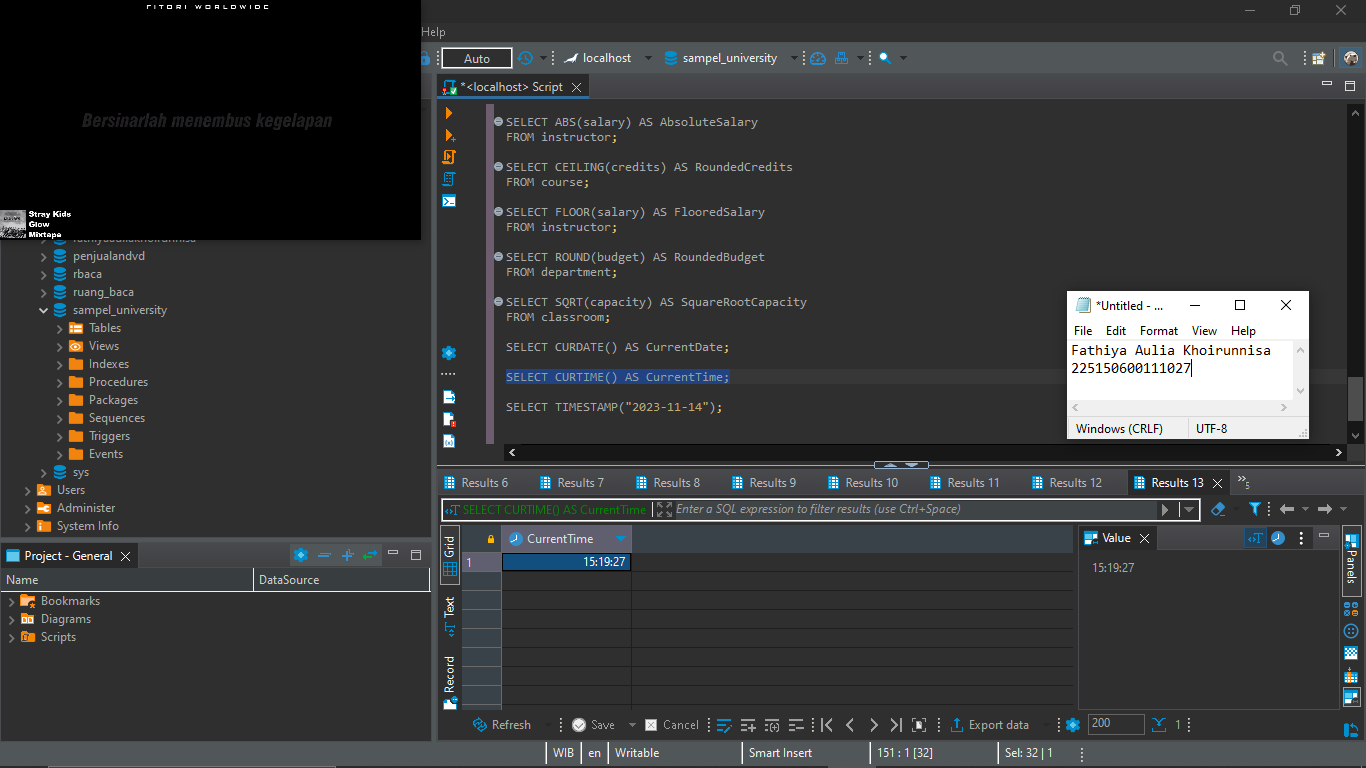 FITORI WORLDWIDE
Bersinarlah menembus kegelapan
Stray Kids
Glow
Mixtape
Help
Auto
localhost
sampel_university
*<localhost> Script
SELECT ABS(salary) AS AbsoluteSalary
FROM instructor;
SELECT CEILING(credits) AS RoundedCredits
FROM course;
SELECT FLOOR(salary) AS FlooredSalary
FROM instructor;
SELECT ROUND(budget) AS RoundedBudget
FROM department;
SELECT SQRT(capacity) AS SquareRootCapacity
FROM classroom;
SELECT CURDATE() AS CurrentDate;
SELECT CURTIME() AS CurrentTime;
SELECT TIMESTAMP("2023-11-14");
penjualandvd
rbaca
ruang_baca
sampel_university
Tables
Views
Indexes
Procedures
Packages
Sequences
Triggers
Events
sys
Users
Administer
System Info
*Untitled - ...
File Edit Format View Help
Fathiya Aulia Khoirunnisa
225150600111027
Windows (CRLF) UTF-8
Project - General
Name DataSource
Bookmarks
Diagrams
Scripts
Results 6 Results 7 Results 8 Results 9 Results 10 Results 11 Results 12 Results 13 »5
SELECT CURTIME() AS CurrentTime Enter a SQL expression to filter results (use Ctrl+Space)
Grid
Text
Record
CurrentTime
1 15:19:27
Value
15:19:27
Panels
Refresh Save Cancel Export data 200 1
WIB en Writable Smart Insert 151 : 1 [32] Sel: 32 | 1